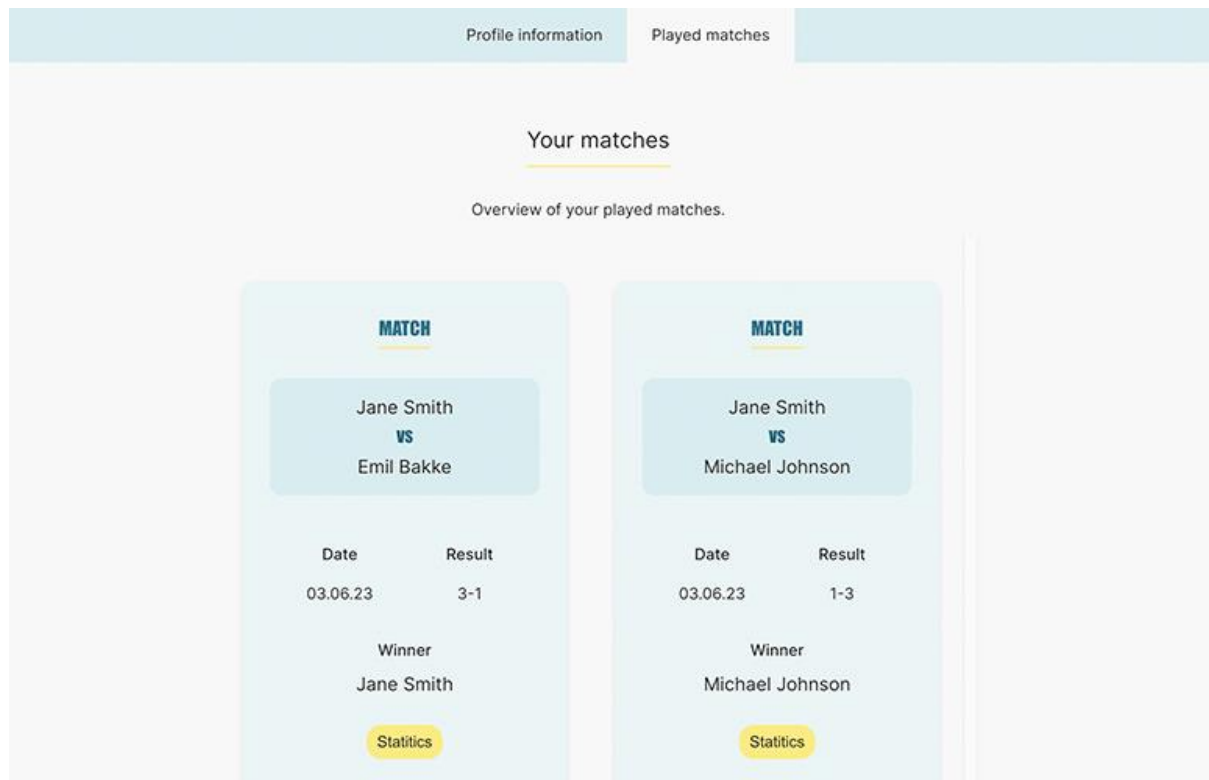 Profile information Played matches
Your matches
Overview of your played matches.
MATCH
Jane Smith
VS
Emil Bakke
Date Result
03.06.23 3-1
Winner
Jane Smith
Statitics
MATCH
Jane Smith
VS
Michael Johnson
Date Result
03.06.23 1-3
Winner
Michael Johnson
Statitics